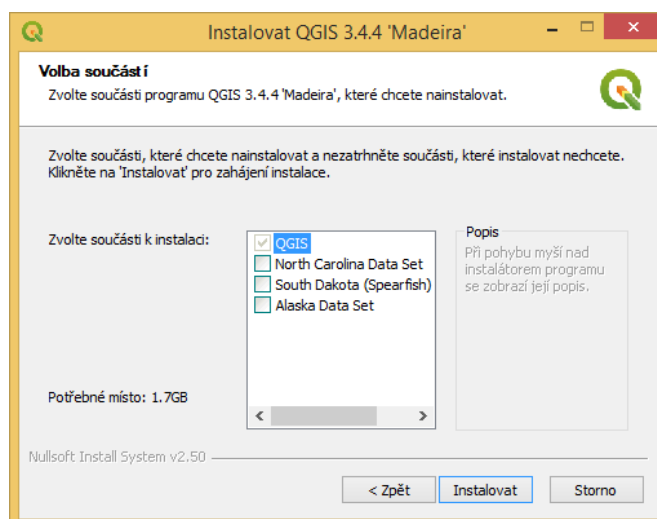 Instalovat QGIS 3.4.4 'Madeira'
Volba součástí
Zvolte součásti programu QGIS 3.4.4 'Madeira', které chcete nainstalovat.
Zvolte součásti, které chcete nainstalovat a nezatrhněte součásti, které instalovat nechcete.
Klikněte na 'Instalovat' pro zahájení instalace.
Zvolte součásti k instalaci:
QGIS
North Carolina Data Set
South Dakota (Spearfish)
Alaska Data Set
Popis
Při pohybu myší nad
instalátorem programu
se zobrazí její popis.
Potřebné místo: 1.7GB
Nullsoft Install System v2.50
< Zpět
Instalovat
Storno